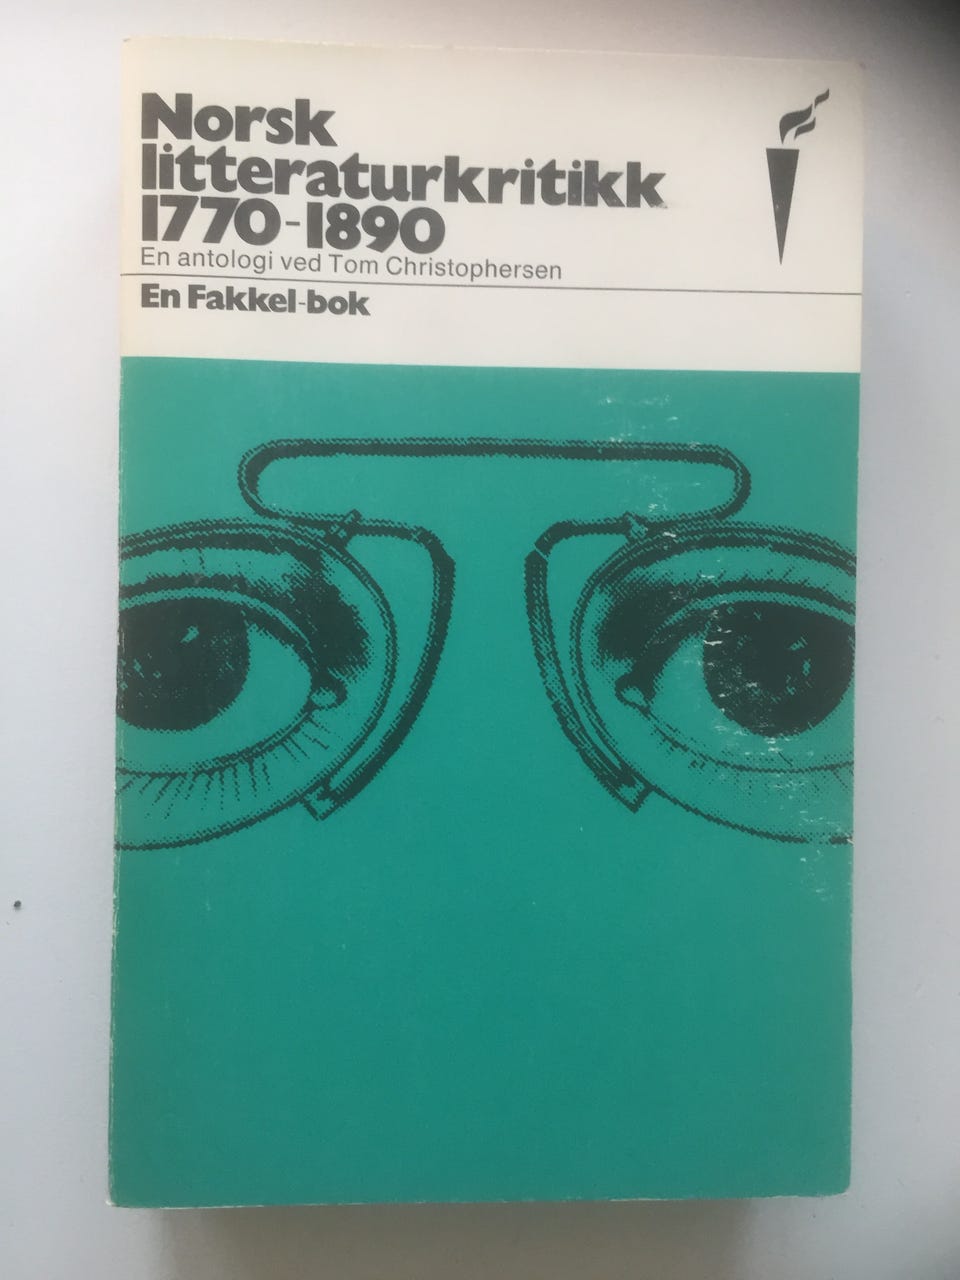 Norsk
litteraturkritikk
1770-1890
En antologi ved Tom Christophersen
En Fakkel-bok